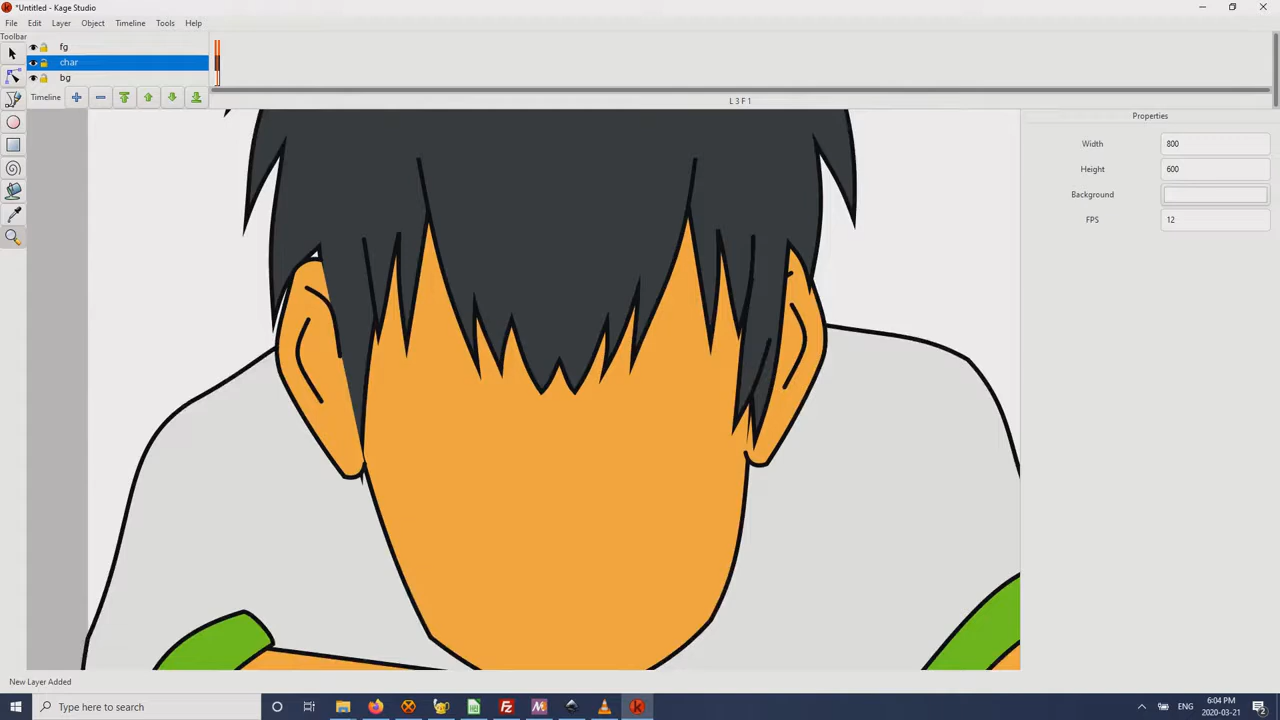 *Untitled - Kage Studio
File Edit Layer Object Timeline Tools Help
Toolbar
fg
char
bg
Timeline
L 3 F 1
Properties
Width 800
Height 600
Background
FPS 12
New Layer Added
Type here to search
6:04 PM
2020-03-21
2